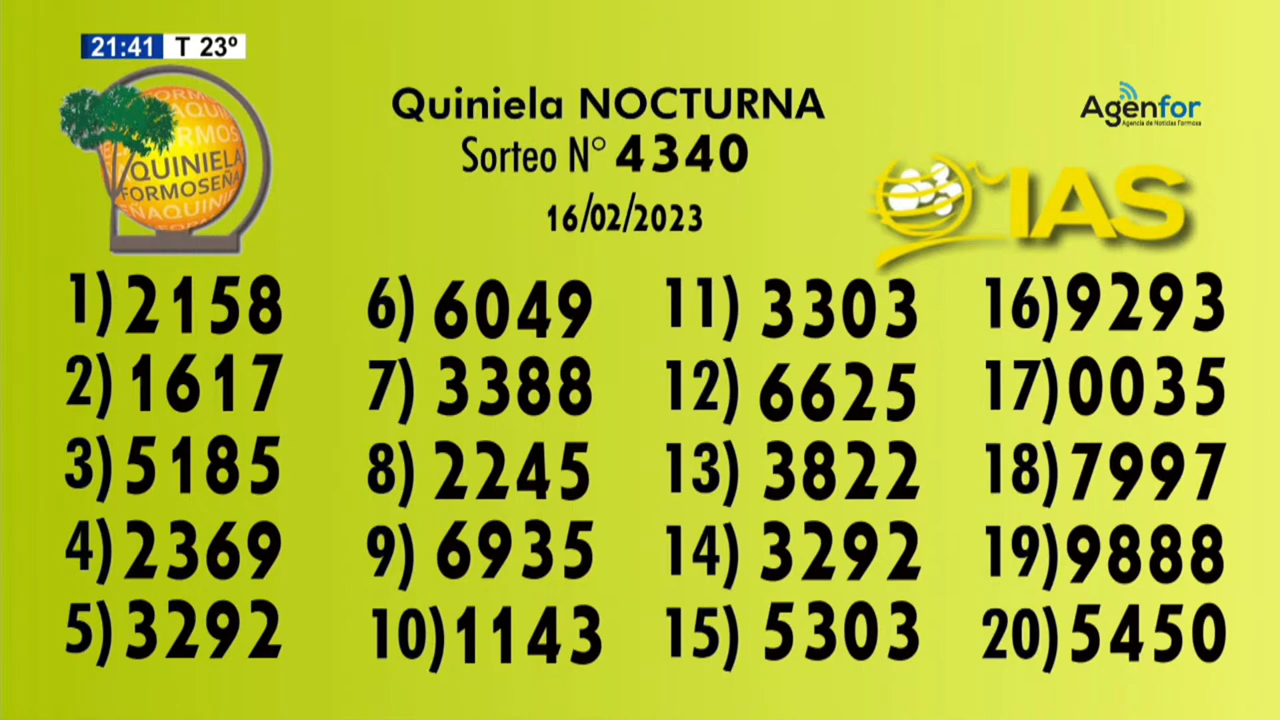 21:41 T 23º
QUINIELA
FORMOSEÑA
Quiniela NOCTURNA
Sorteo N° 4340
16/02/2023
Agenfor
Agencia de Noticias Formosa
IAS
1) 2158
2) 1617
3) 5185
4) 2369
5) 3292
6) 6049
7) 3388
8) 2245
9) 6935
10) 1143
11) 3303
12) 6625
13) 3822
14) 3292
15) 5303
16) 9293
17) 0035
18) 7997
19) 9888
20) 5450